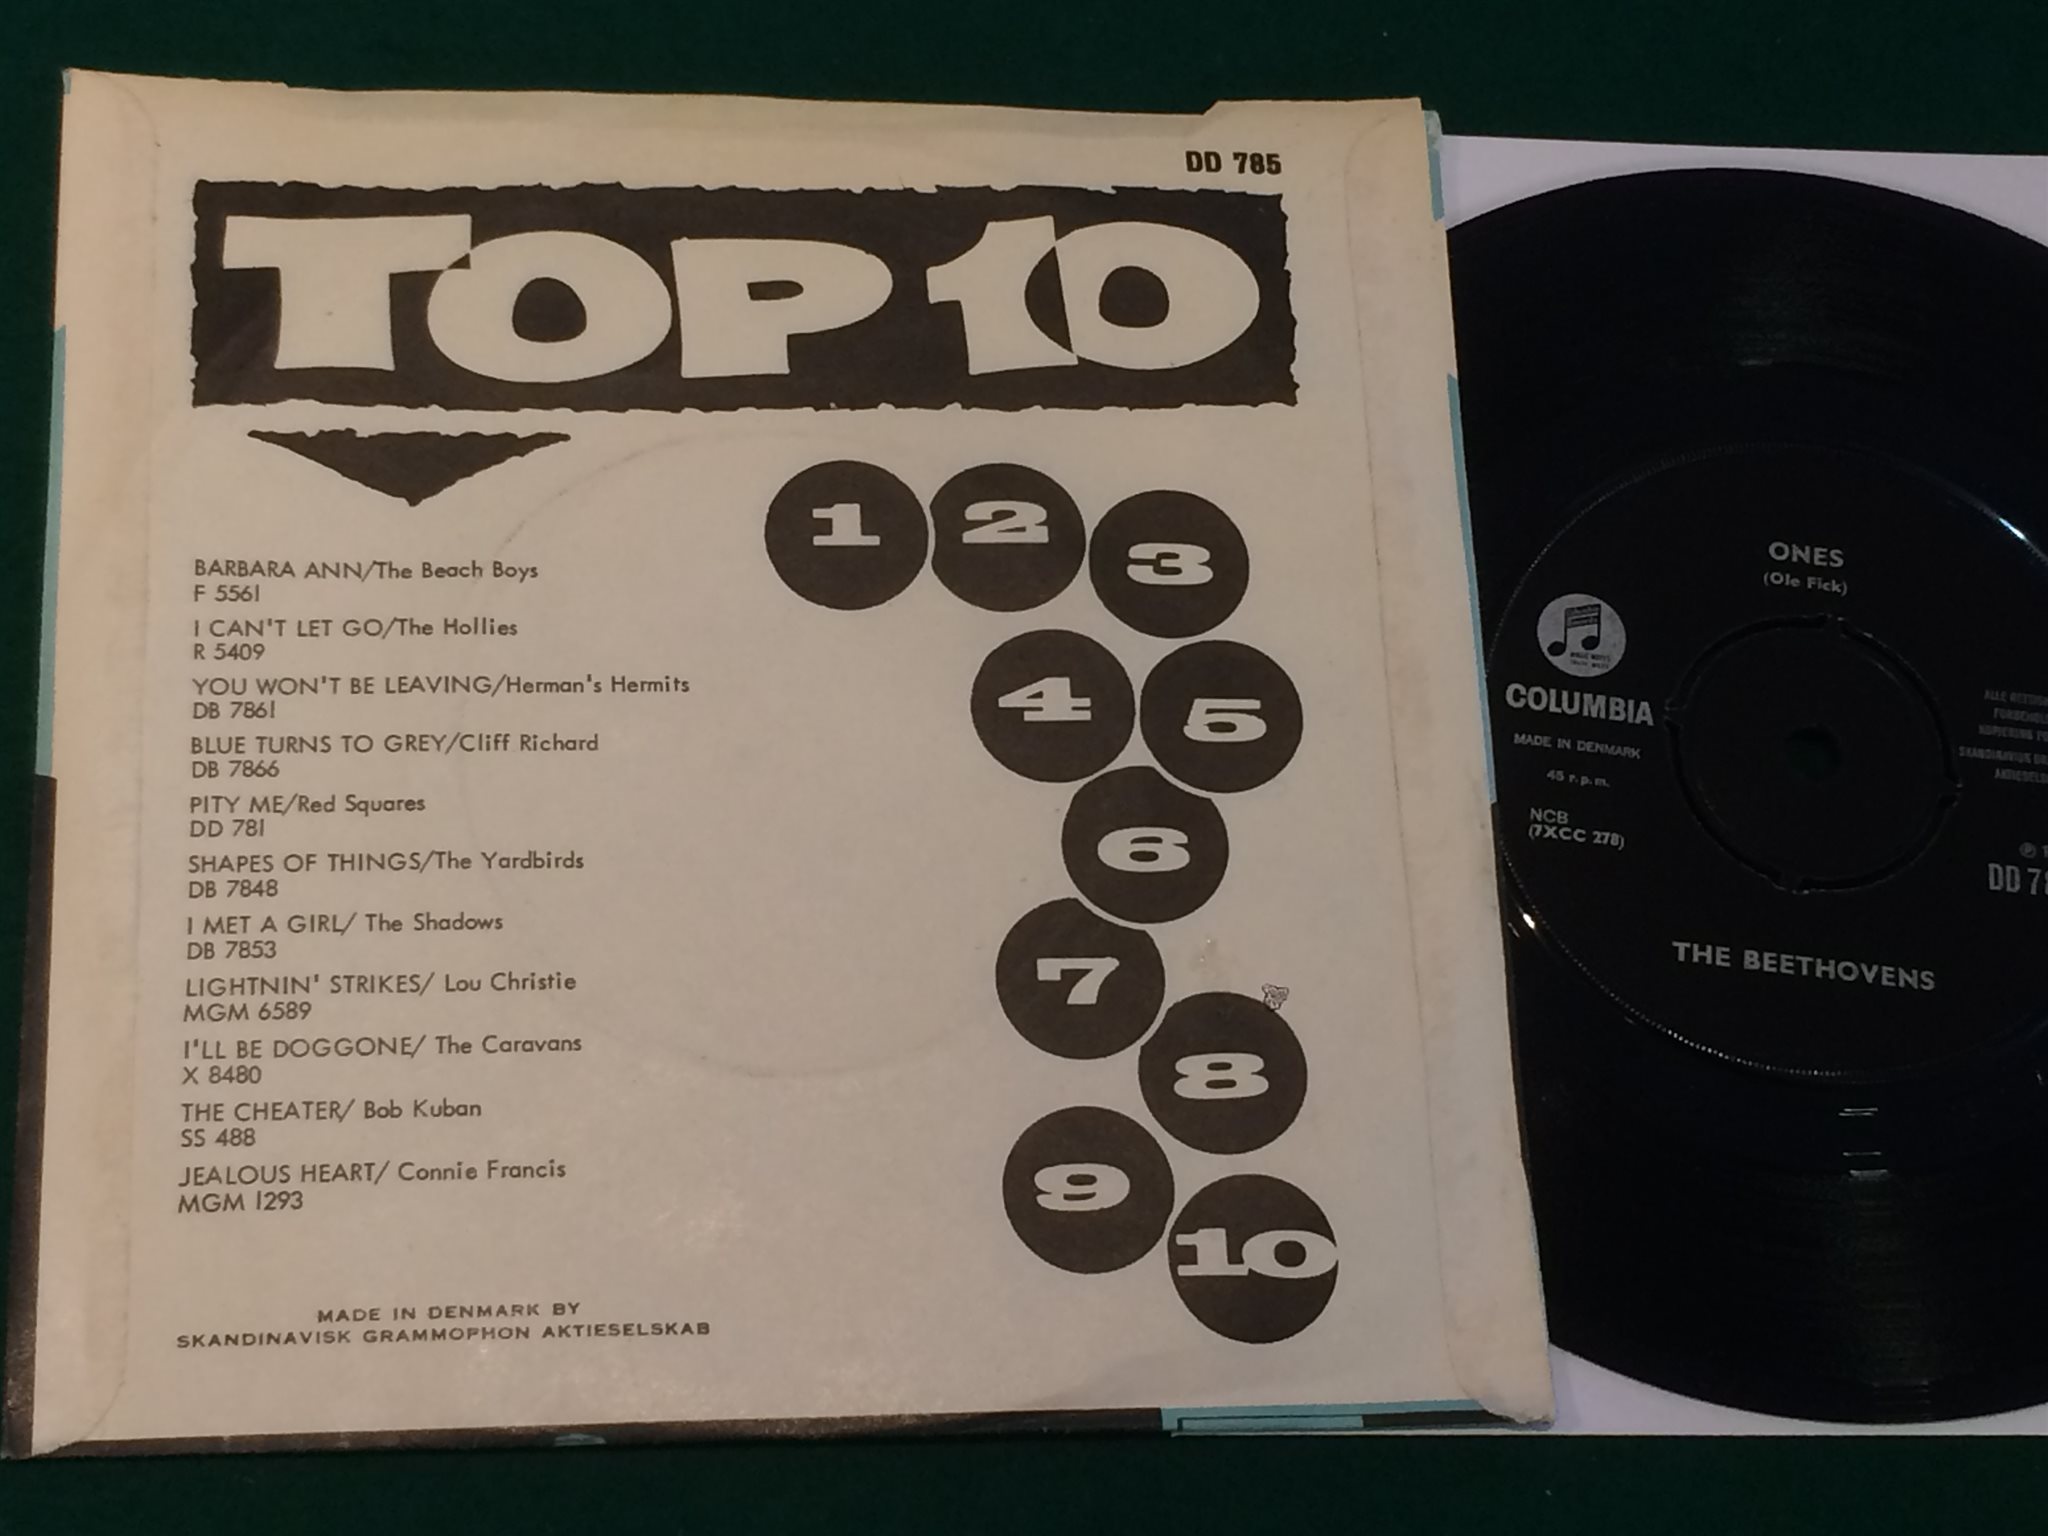 DD 785
TOP 10
1 2 3
4 5
6
7
8
9
10
BARBARA ANN/The Beach Boys
F 5561
I CAN'T LET GO/The Hollies
R 5409
YOU WON'T BE LEAVING/Herman's Hermits
DB 7861
BLUE TURNS TO GREY/Cliff Richard
DB 7866
PITY ME/Red Squares
DD 781
SHAPES OF THINGS/The Yardbirds
DB 7848
I MET A GIRL/ The Shadows
DB 7853
LIGHTNIN' STRIKES/ Lou Christie
MGM 6589
I'LL BE DOGGONE/ The Caravans
X 8480
THE CHEATER/ Bob Kuban
SS 488
JEALOUS HEART/ Connie Francis
MGM 1293
MADE IN DENMARK BY
SKANDINAVISK GRAMMOPHON AKTIESELSKAB
ONES
(Ole Fick)
COLUMBIA
MADE IN DENMARK
45 r.p.m.
NCB
(7XCC 278)
ALLE
SKANDINAVISK
DD 78
THE BEETHOVENS